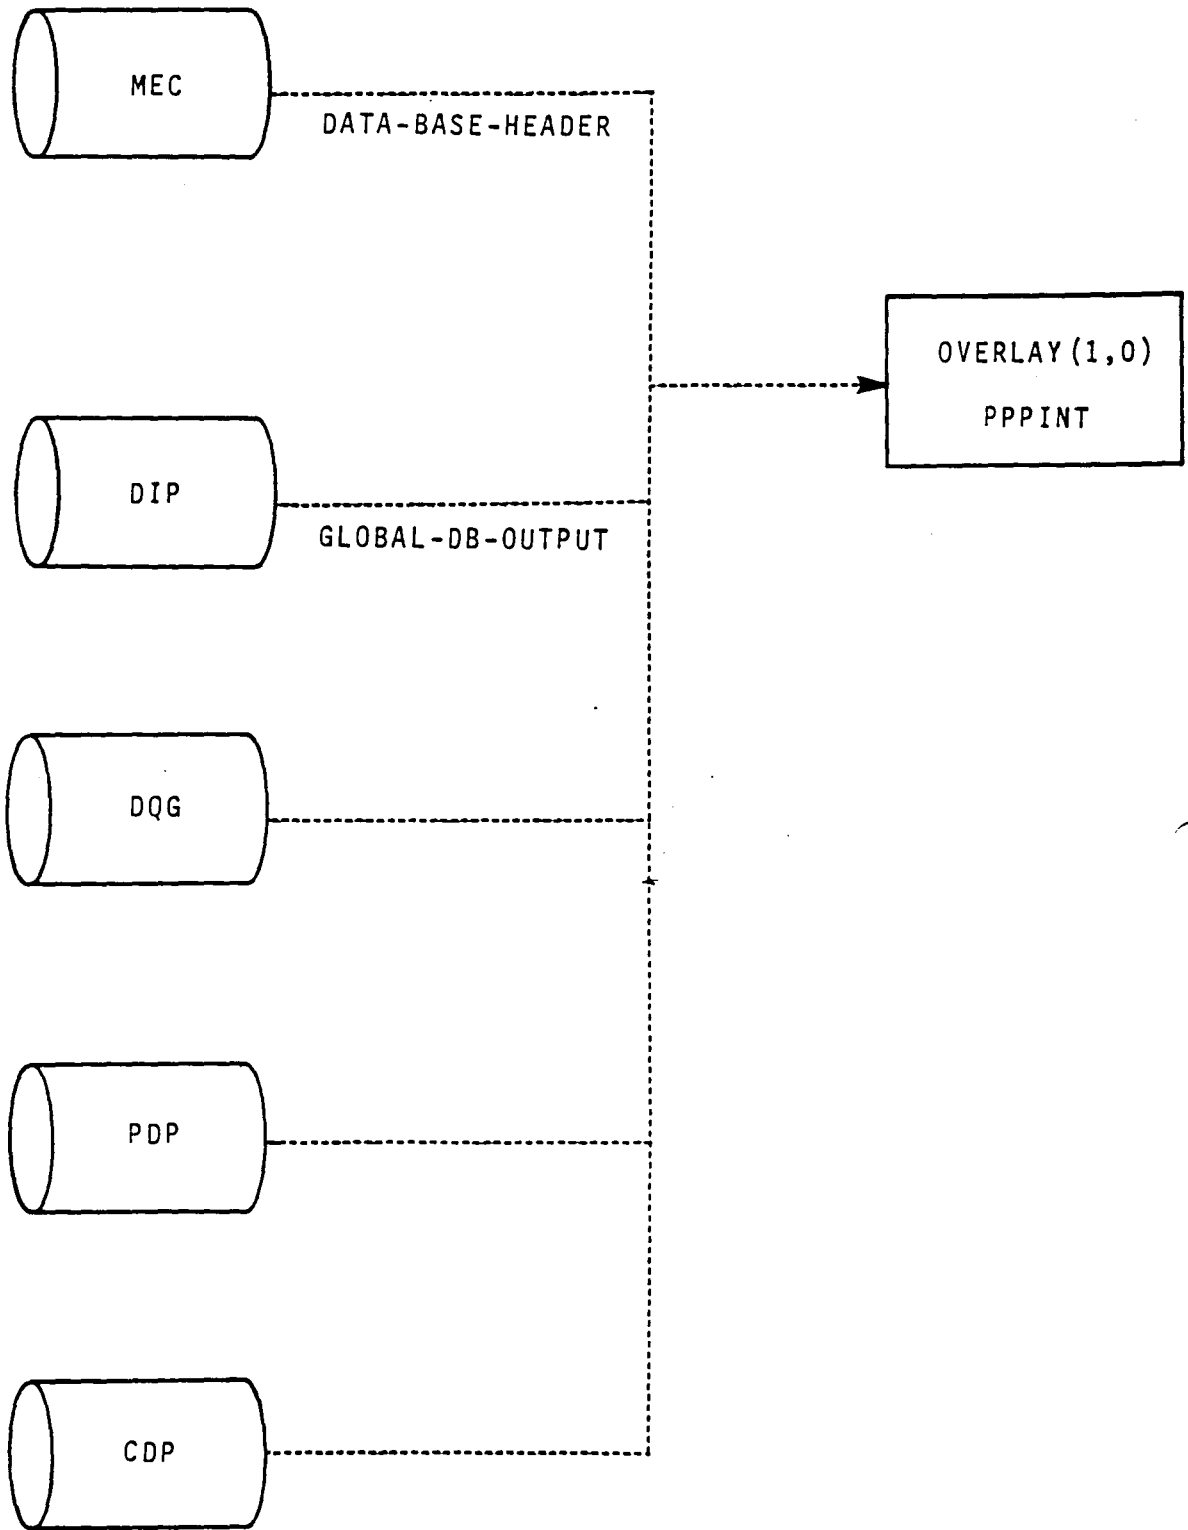 MEC
DATA-BASE-HEADER
OVERLAY(1,0)
PPPINT
DIP
GLOBAL-DB-OUTPUT
DQG
PDP
CDP